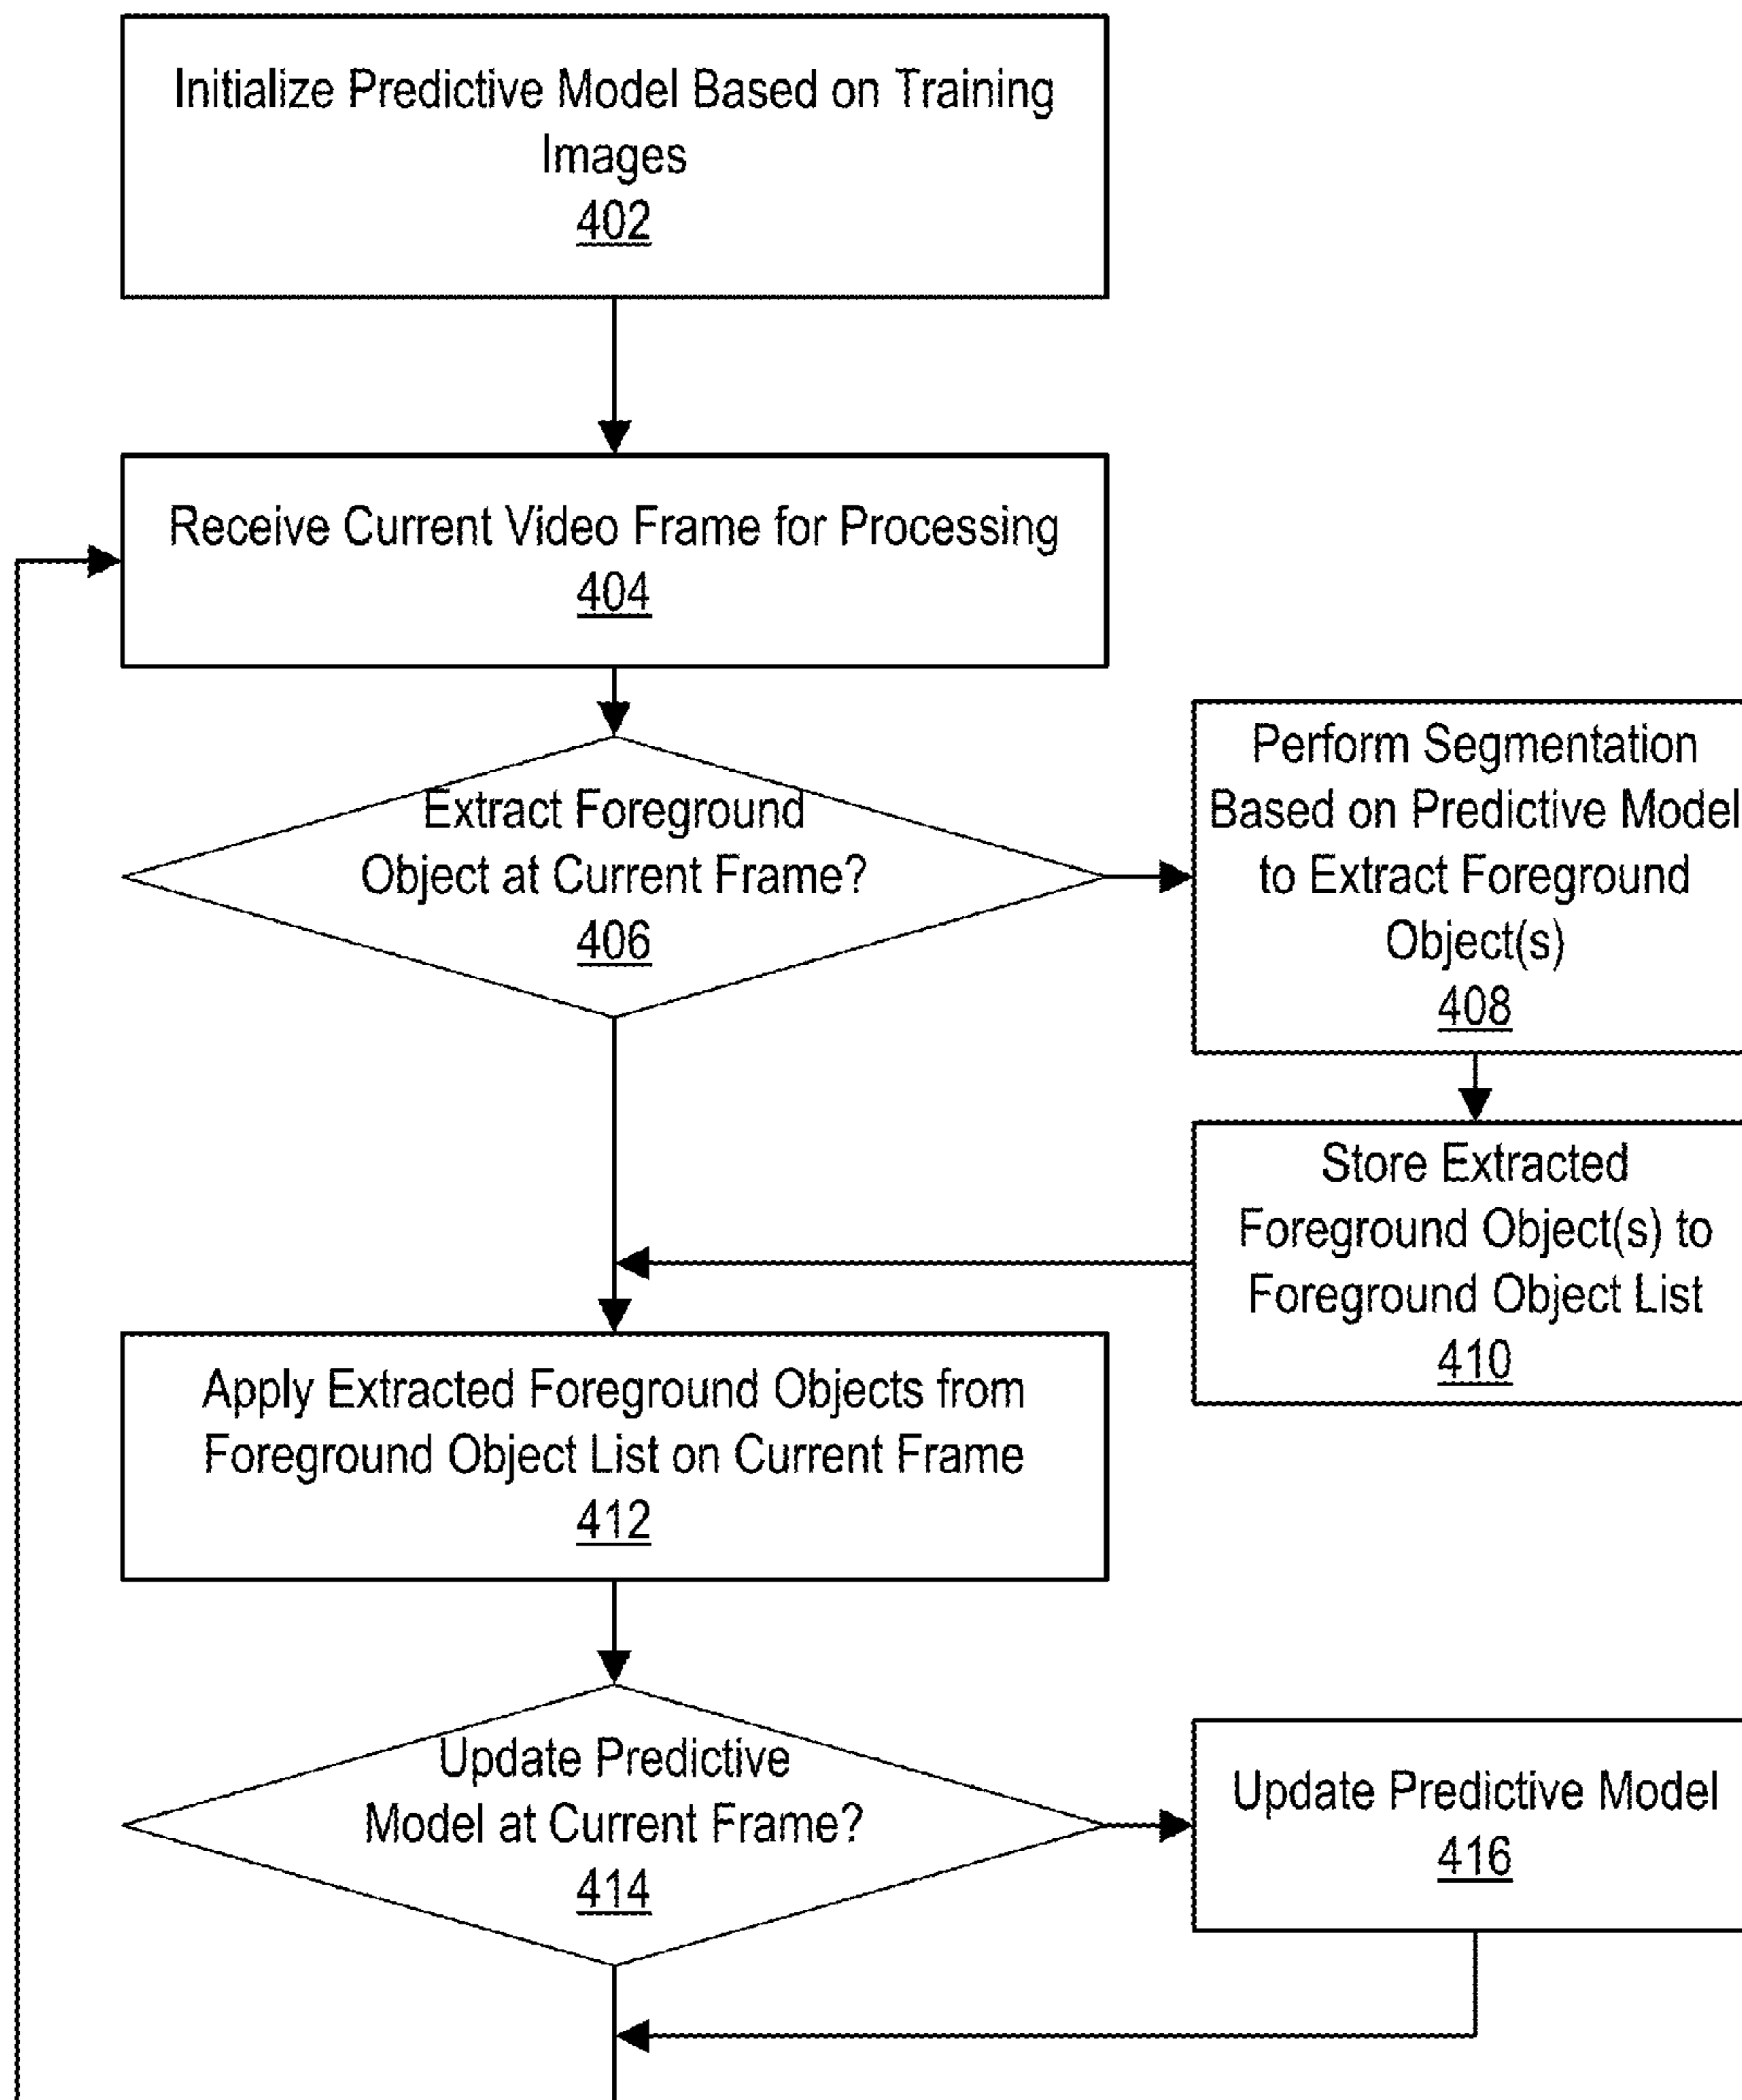 Initialize Predictive Model Based on Training
Images
402
Receive Current Video Frame for Processing
404
Extract Foreground
Object at Current Frame?
406
Perform Segmentation
Based on Predictive Model
to Extract Foreground
Object(s)
408
Store Extracted
Foreground Object(s) to
Foreground Object List
410
Apply Extracted Foreground Objects from
Foreground Object List on Current Frame
412
Update Predictive
Model at Current Frame?
414
Update Predictive Model
416